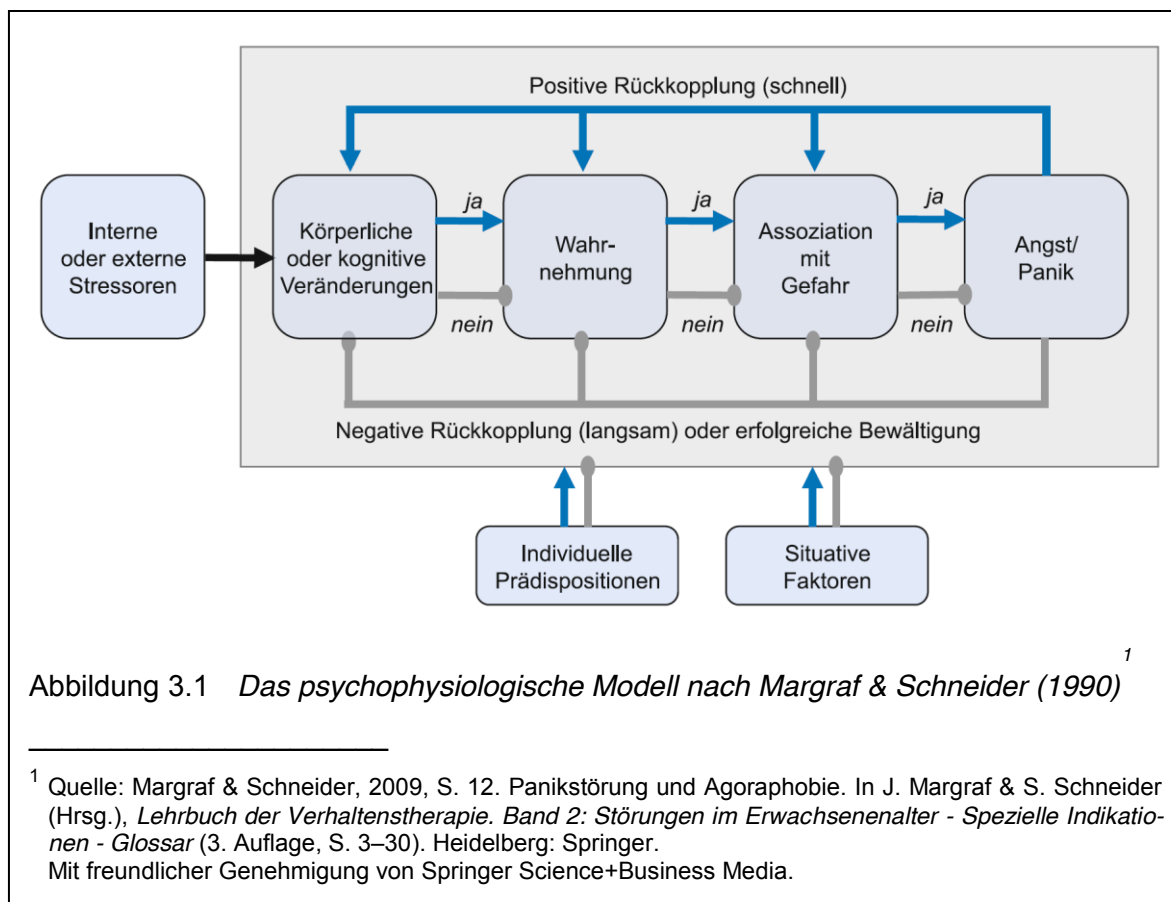 Positive Rückkopplung (schnell)
Interne
oder externe
Stressoren
Körperliche
oder kognitive
Veränderungen
ja
nein
Wahr-
nehmung
ja
nein
Assoziation
mit
Gefahr
ja
nein
Angst/
Panik
Negative Rückkopplung (langsam) oder erfolgreiche Bewältigung
Individuelle
Prädispositionen
Situative
Faktoren
Abbildung 3.1 Das psychophysiologische Modell nach Margraf & Schneider (1990) 1
1 Quelle: Margraf & Schneider, 2009, S. 12. Panikstörung und Agoraphobie. In J. Margraf & S. Schneider
(Hrsg.), Lehrbuch der Verhaltenstherapie. Band 2: Störungen im Erwachsenenalter - Spezielle Indikatio-
nen - Glossar (3. Auflage, S. 3–30). Heidelberg: Springer.
Mit freundlicher Genehmigung von Springer Science+Business Media.